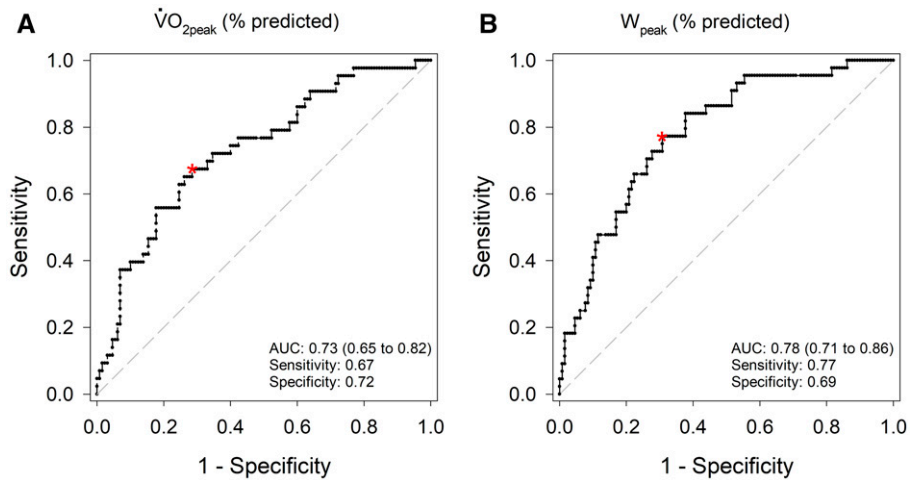 A
V̇O2peak (% predicted)
1.0
0.8
0.6
0.4
0.2
0.0
Sensitivity
AUC: 0.73 (0.65 to 0.82)
Sensitivity: 0.67
Specificity: 0.72
0.0 0.2 0.4 0.6 0.8 1.0
1 - Specificity
B
Wpeak (% predicted)
1.0
0.8
0.6
0.4
0.2
0.0
Sensitivity
AUC: 0.78 (0.71 to 0.86)
Sensitivity: 0.77
Specificity: 0.69
0.0 0.2 0.4 0.6 0.8 1.0
1 - Specificity